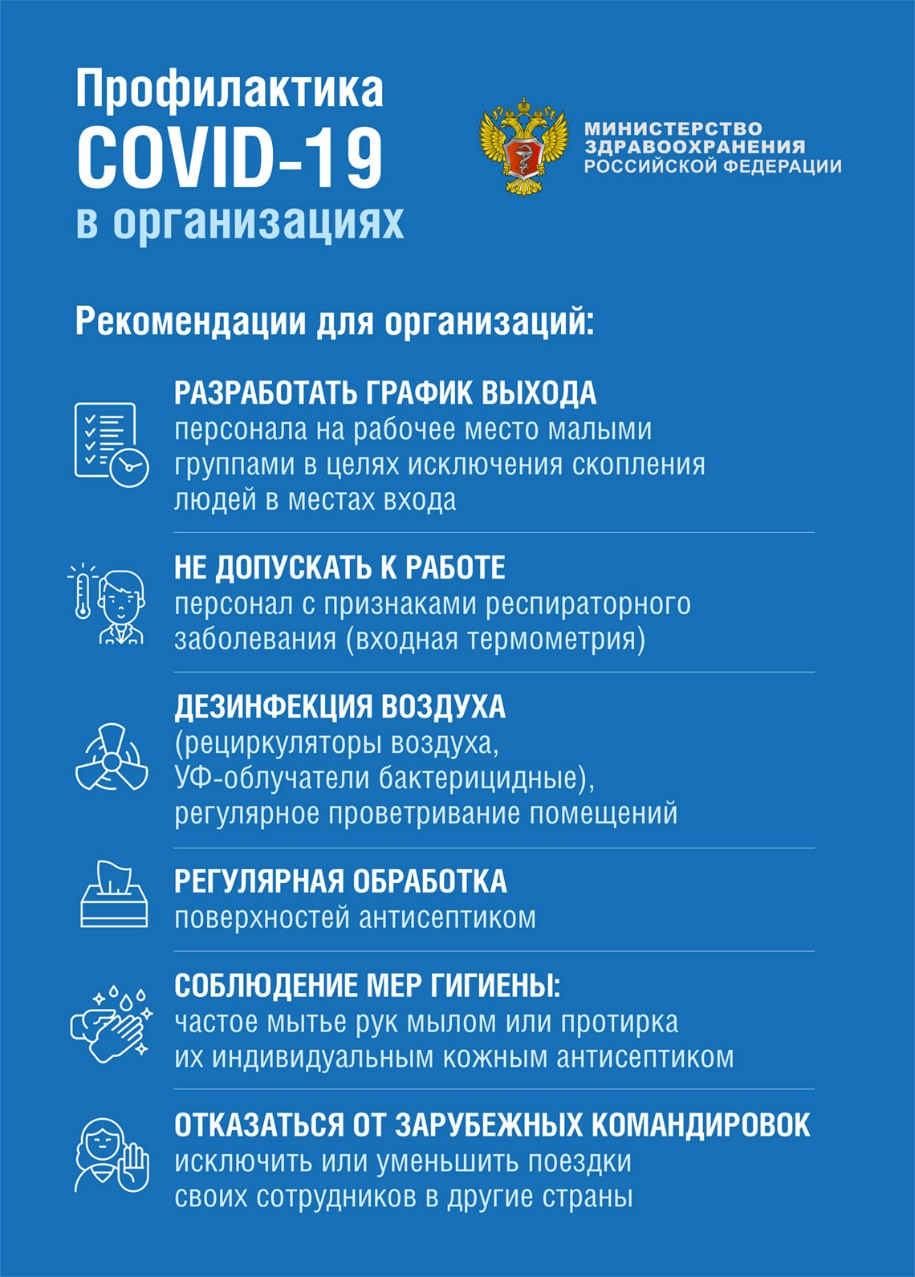 Профилактика
COVID-19
в организациях
МИНИСТЕРСТВО
ЗДРАВООХРАНЕНИЯ
РОССИЙСКОЙ ФЕДЕРАЦИИ
Рекомендации для организаций:
РАЗРАБОТАТЬ ГРАФИК ВЫХОДА
персонала на рабочее место малыми
группами в целях исключения скопления
людей в местах входа
НЕ ДОПУСКАТЬ К РАБОТЕ
персонал с признаками респираторного
заболевания (входная термометрия)
ДЕЗИНФЕКЦИЯ ВОЗДУХА
(рециркуляторы воздуха,
УФ-облучатели бактерицидные),
регулярное проветривание помещений
РЕГУЛЯРНАЯ ОБРАБОТКА
поверхностей антисептиком
СОБЛЮДЕНИЕ МЕР ГИГИЕНЫ:
частое мытье рук мылом или протирка
их индивидуальным кожным антисептиком
ОТКАЗАТЬСЯ ОТ ЗАРУБЕЖНЫХ КОМАНДИРОВОК
исключить или уменьшить поездки
своих сотрудников в другие страны